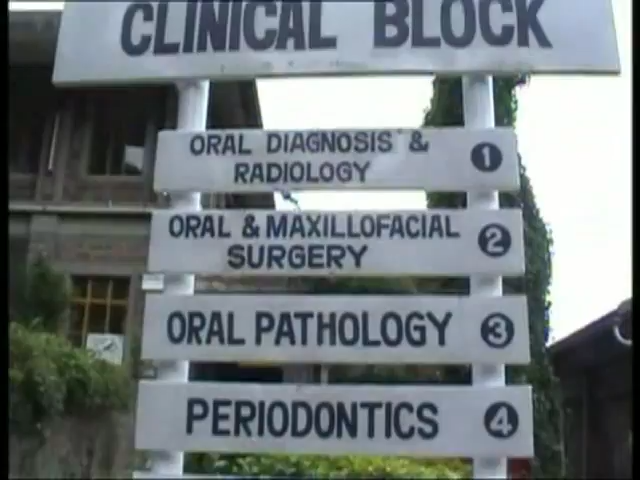 CLINICAL BLOCK
ORAL DIAGNOSIS &
RADIOLOGY 1
ORAL & MAXILLOFACIAL
SURGERY 2
ORAL PATHOLOGY 3
PERIODONTICS 4